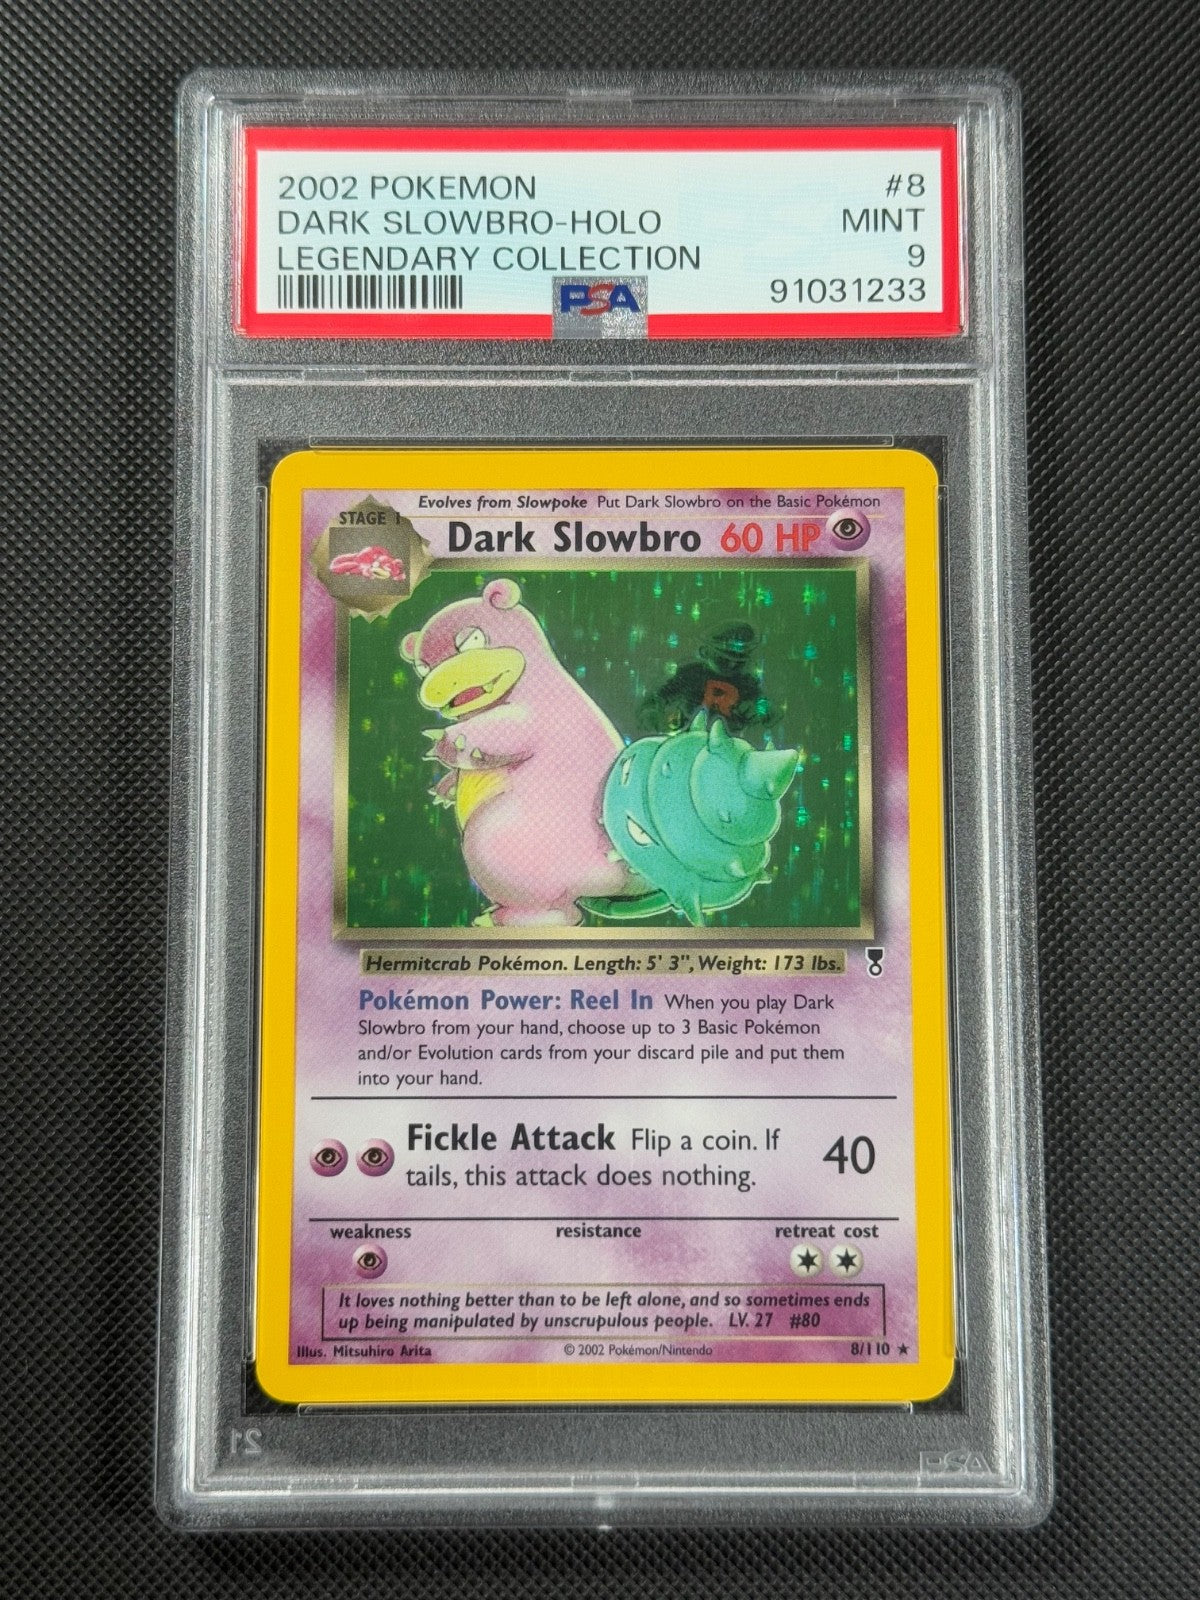 2002 POKEMON #8
DARK SLOWBRO-HOLO MINT
LEGENDARY COLLECTION 9
PSA 91031233
Evolves from Slowpoke Put Dark Slowbro on the Basic Pokémon
STAGE 1
Dark Slowbro 60 HP
R
Hermitcrab Pokémon. Length: 5' 3", Weight: 173 lbs.
Pokémon Power: Reel In When you play Dark
Slowbro from your hand, choose up to 3 Basic Pokémon
and/or Evolution cards from your discard pile and put them
into your hand.
Fickle Attack Flip a coin. If
tails, this attack does nothing.
40
weakness resistance retreat cost
It loves nothing better than to be left alone, and so sometimes ends
up being manipulated by unscrupulous people. LV. 27 #80
Illus. Mitsuhiro Arita © 2002 Pokémon/Nintendo 8/110 ★
21 PSA